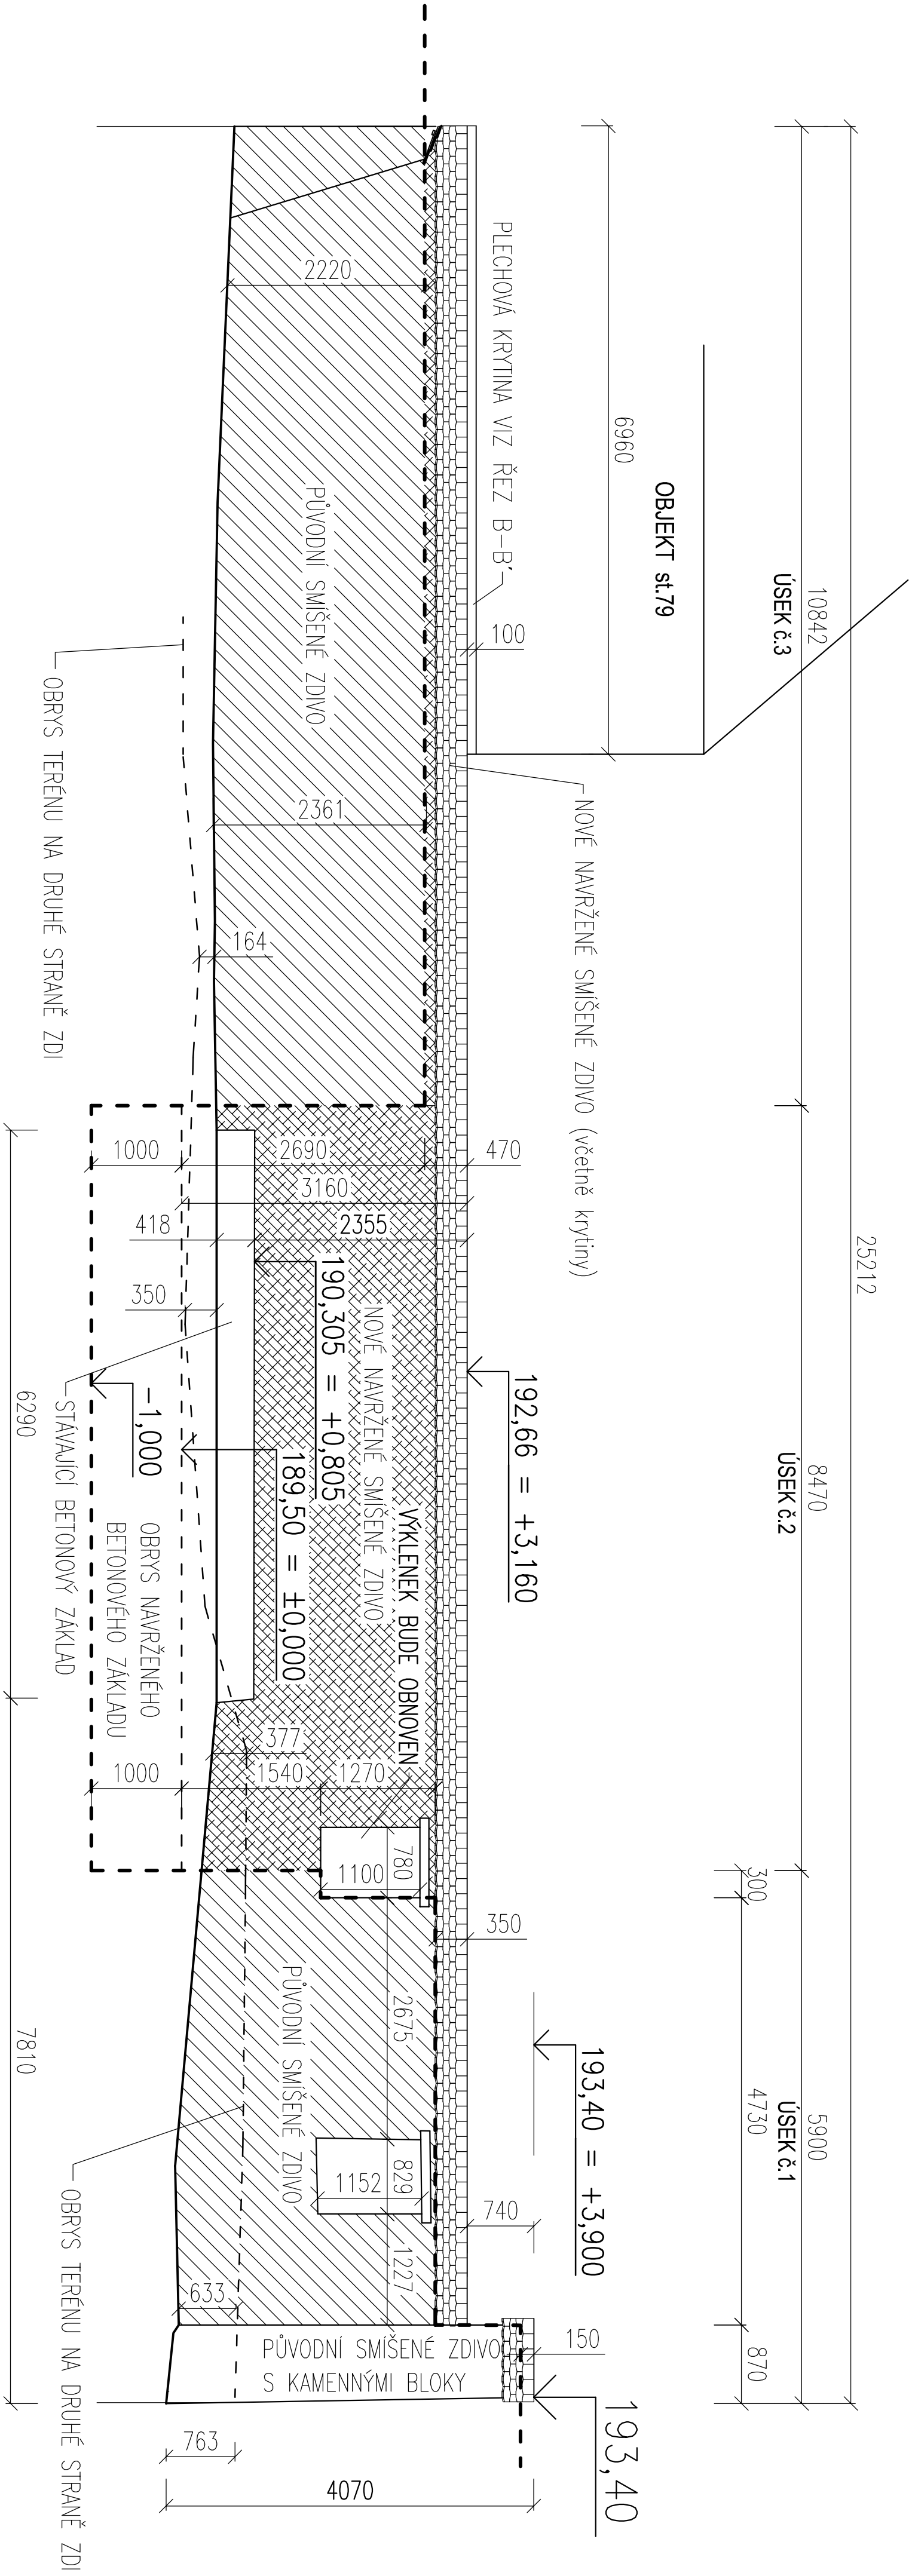 25212
10842
8470
5900
ÚSEK č.3
ÚSEK č.2
ÚSEK č.1
300
4730
870
OBJEKT st.79
6960
193,40
193,40 = +3,900
192,66 = +3,160
PLECHOVÁ KRYTINA VIZ ŘEZ B-B´
NOVÉ NAVRŽENÉ SMÍŠENÉ ZDIVO (včetně krytiny)
100
470
350
740
150
2220
2361
164
PŮVODNÍ SMÍŠENÉ ZDIVO
1000
2690
3160
418
2355
350
190,305 = +0,805
NOVÉ NAVRŽENÉ SMÍŠENÉ ZDIVO
VÝKLENEK BUDE OBNOVEN
189,50 = ±0,000
-1,000
377
1000
1540
1270
780
1100
2675
829
1152
1227
PŮVODNÍ SMÍŠENÉ ZDIVO
633
PŮVODNÍ SMÍŠENÉ ZDIVO
S KAMENNÝMI BLOKY
763
4070
OBRYS NAVRŽENÉHO
BETONOVÉHO ZÁKLADU
STÁVAJÍCÍ BETONOVÝ ZÁKLAD
OBRYS TERÉNU NA DRUHÉ STRANĚ ZDI
OBRYS TERÉNU NA DRUHÉ STRANĚ ZDI
6290
7810